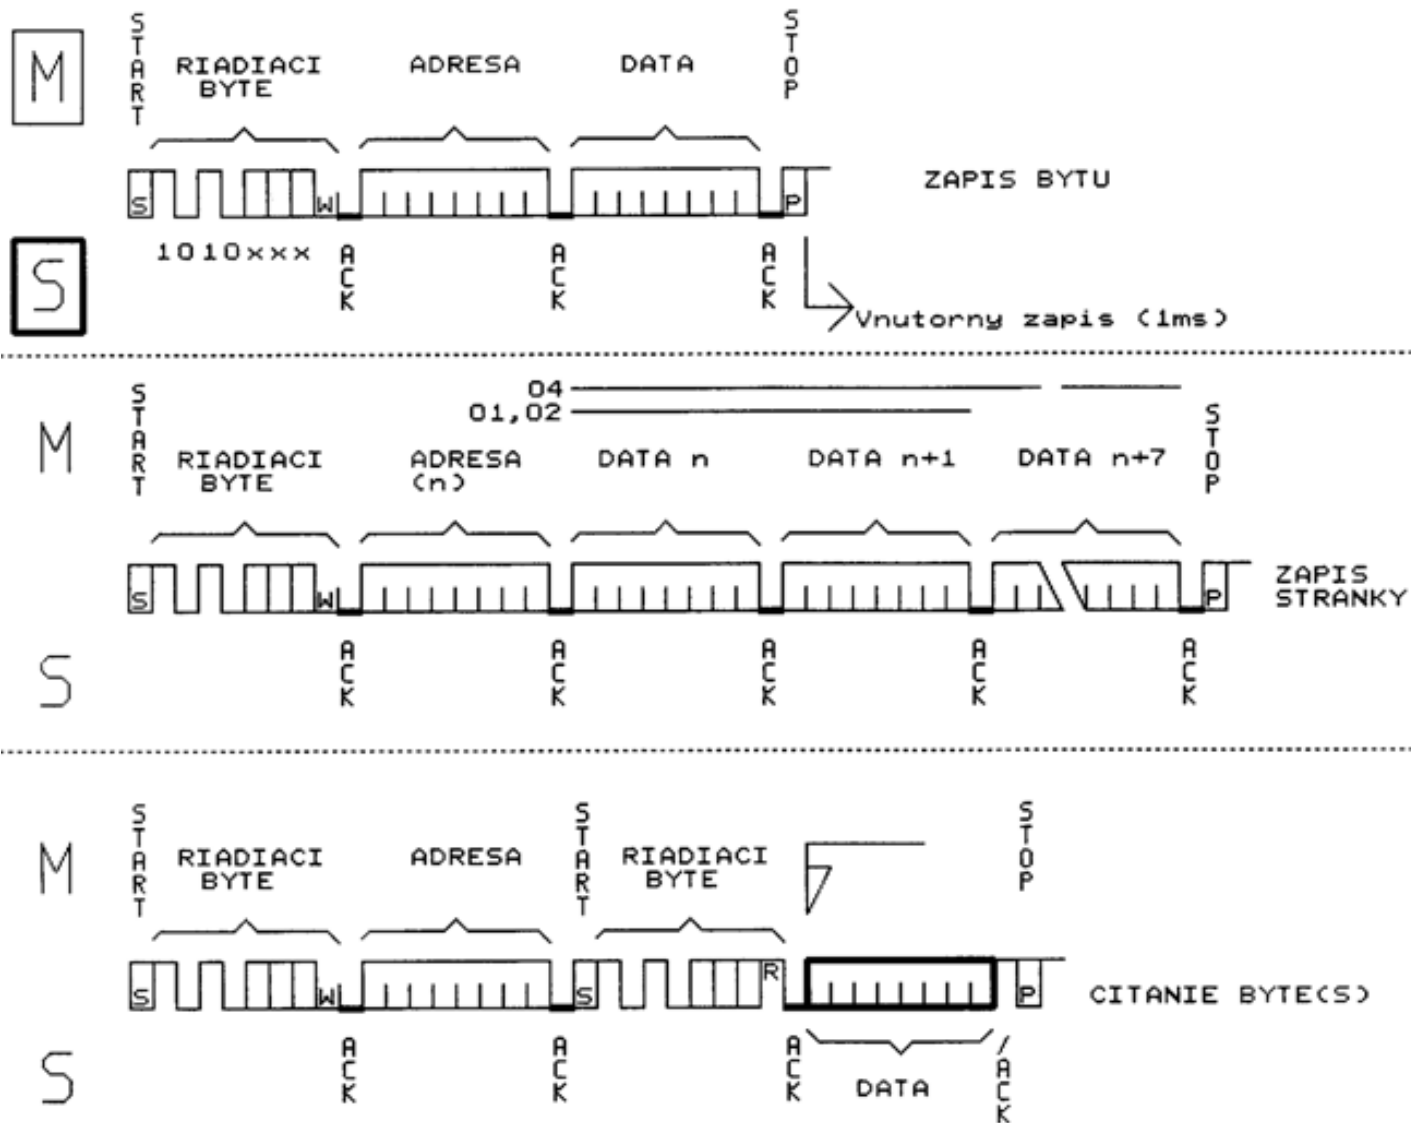 M
START
RIADIACI
BYTE
ADRESA
DATA
STOP
S
W
P
ZAPIS BYTU
S
1010xxx
ACK
ACK
ACK
Vnutorny zapis (1ms)
M
START
04
01,02
STOP
RIADIACI
BYTE
ADRESA
(n)
DATA n
DATA n+1
DATA n+7
S
W
P
ZAPIS
STRANKY
S
ACK
ACK
ACK
ACK
ACK
M
START
RIADIACI
BYTE
ADRESA
START
RIADIACI
BYTE
STOP
S
W
S
R
P
CITANIE BYTE(S)
S
ACK
ACK
ACK
DATA
/ACK